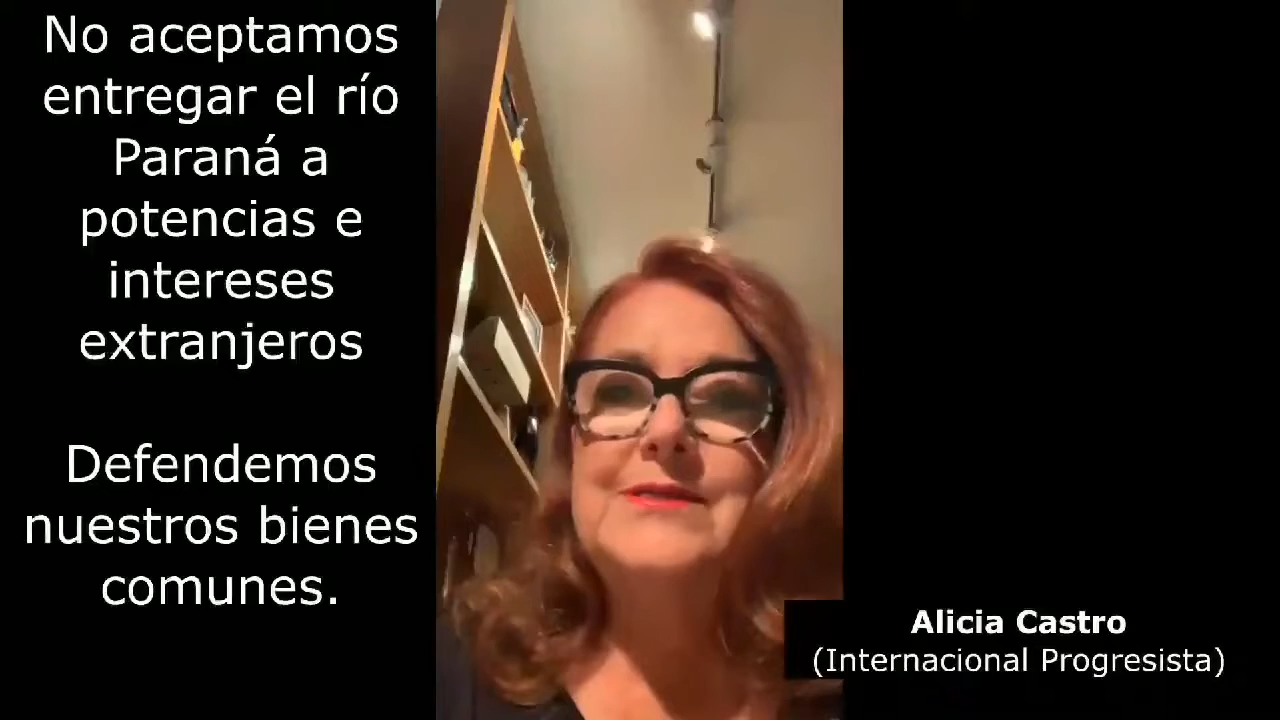 No aceptamos
entregar el río
Paraná a
potencias e
intereses
extranjeros
Defendemos
nuestros bienes
comunes.
Alicia Castro
(Internacional Progresista)